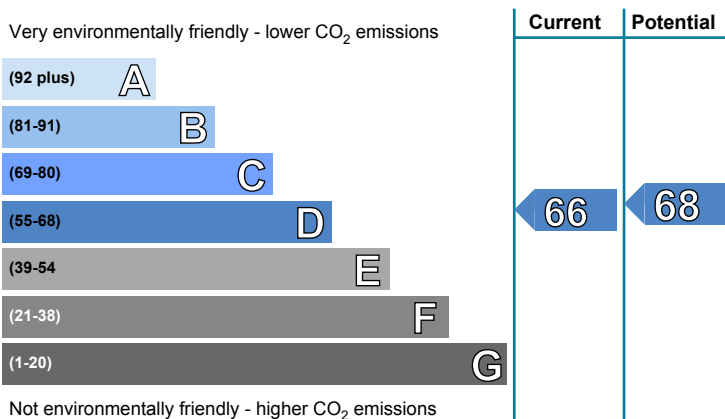 Current Potential
Very environmentally friendly - lower CO2 emissions
(92 plus) A
(81-91) B
(69-80) C
(55-68) D
66 68
(39-54 E
(21-38) F
(1-20) G
Not environmentally friendly - higher CO2 emissions